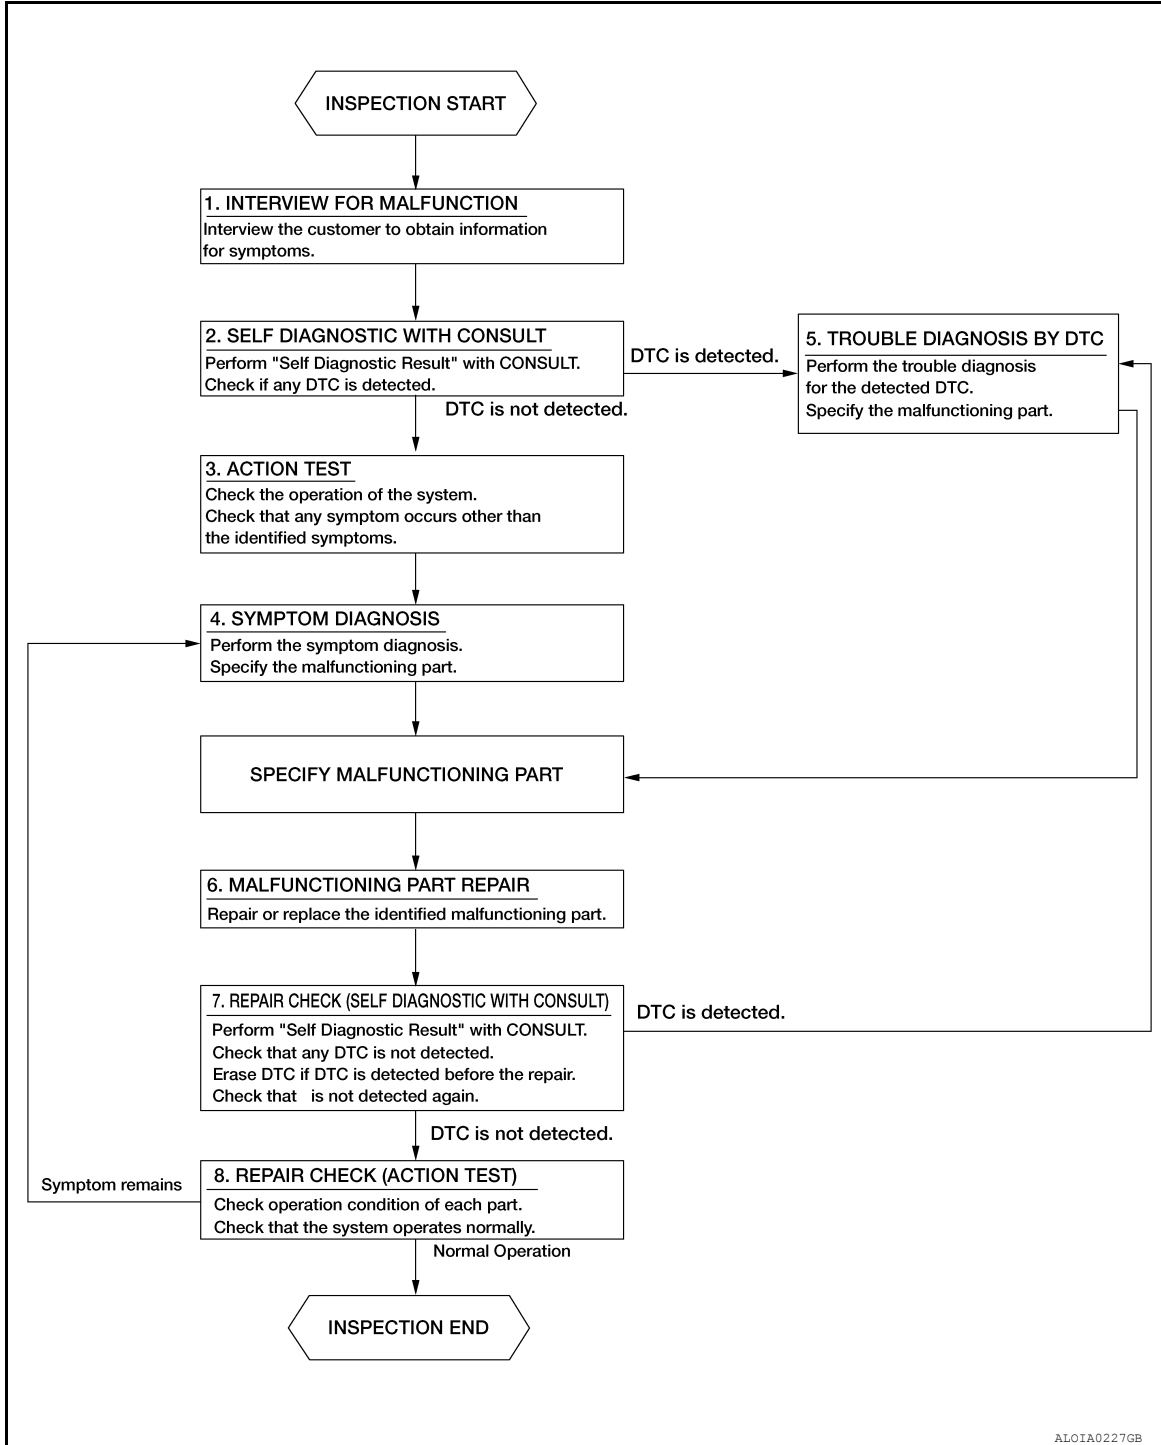 INSPECTION START
1. INTERVIEW FOR MALFUNCTION
Interview the customer to obtain information
for symptoms.
2. SELF DIAGNOSTIC WITH CONSULT
Perform "Self Diagnostic Result" with CONSULT.
Check if any DTC is detected.
DTC is detected.
5. TROUBLE DIAGNOSIS BY DTC
Perform the trouble diagnosis
for the detected DTC.
Specify the malfunctioning part.
DTC is not detected.
3. ACTION TEST
Check the operation of the system.
Check that any symptom occurs other than
the identified symptoms.
4. SYMPTOM DIAGNOSIS
Perform the symptom diagnosis.
Specify the malfunctioning part.
SPECIFY MALFUNCTIONING PART
6. MALFUNCTIONING PART REPAIR
Repair or replace the identified malfunctioning part.
7. REPAIR CHECK (SELF DIAGNOSTIC WITH CONSULT)
Perform "Self Diagnostic Result" with CONSULT.
Check that any DTC is not detected.
Erase DTC if DTC is detected before the repair.
Check that   is not detected again.
DTC is detected.
DTC is not detected.
8. REPAIR CHECK (ACTION TEST)
Check operation condition of each part.
Check that the system operates normally.
Symptom remains
Normal Operation
INSPECTION END
ALOIA0227GB